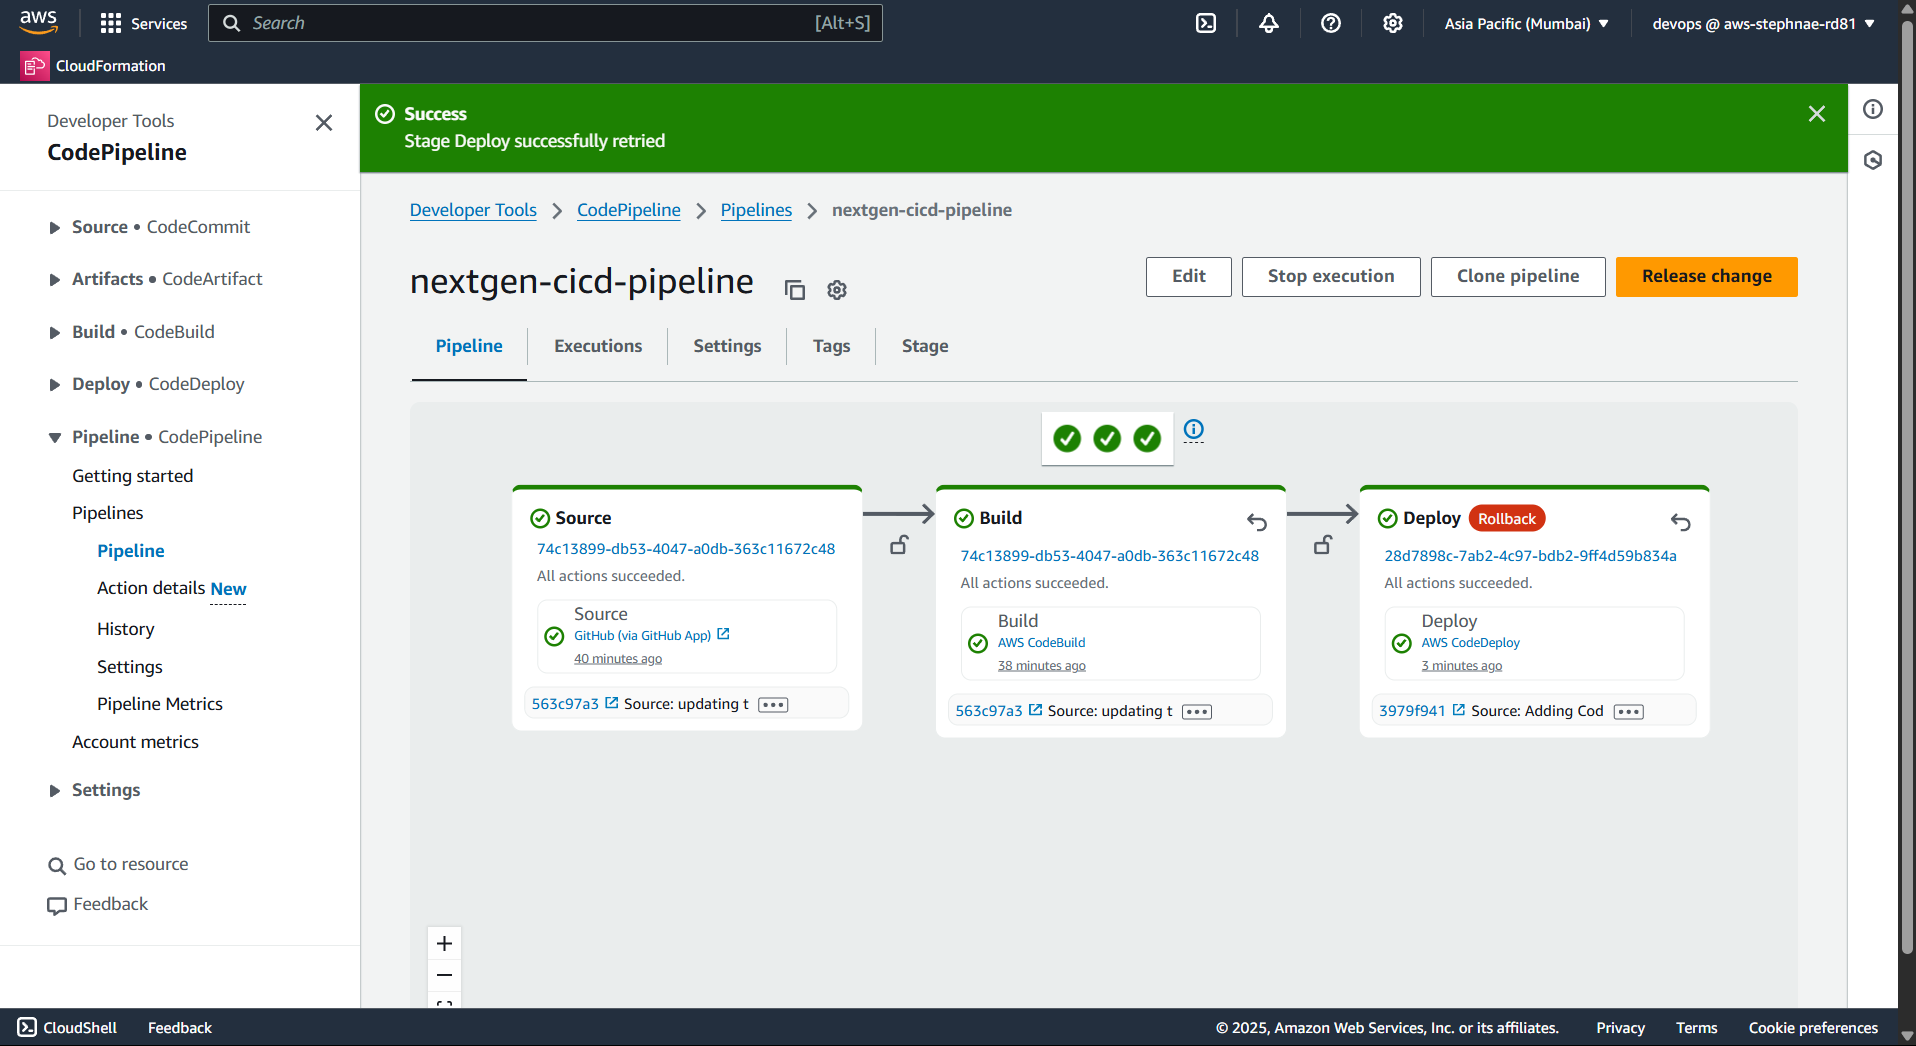 aws
Services
Search
[Alt+S]
Asia Pacific (Mumbai)
devops @ aws-stephnae-rd81
CloudFormation
Developer Tools
CodePipeline
Source • CodeCommit
Artifacts • CodeArtifact
Build • CodeBuild
Deploy • CodeDeploy
Pipeline • CodePipeline
Getting started
Pipelines
Pipeline
Action details New
History
Settings
Pipeline Metrics
Account metrics
Settings
Go to resource
Feedback
Success
Stage Deploy successfully retried
Developer Tools
CodePipeline
Pipelines
nextgen-cicd-pipeline
nextgen-cicd-pipeline
Edit
Stop execution
Clone pipeline
Release change
Pipeline
Executions
Settings
Tags
Stage
Source
74c13899-db53-4047-a0db-363c11672c48
All actions succeeded.
Source
GitHub (via GitHub App)
40 minutes ago
563c97a3 Source: updating t
Build
74c13899-db53-4047-a0db-363c11672c48
All actions succeeded.
Build
AWS CodeBuild
38 minutes ago
563c97a3 Source: updating t
Deploy Rollback
28d7898c-7ab2-4c97-bdb2-9ff4d59b834a
All actions succeeded.
Deploy
AWS CodeDeploy
3 minutes ago
3979f941 Source: Adding Cod
CloudShell
Feedback
© 2025, Amazon Web Services, Inc. or its affiliates.
Privacy
Terms
Cookie preferences